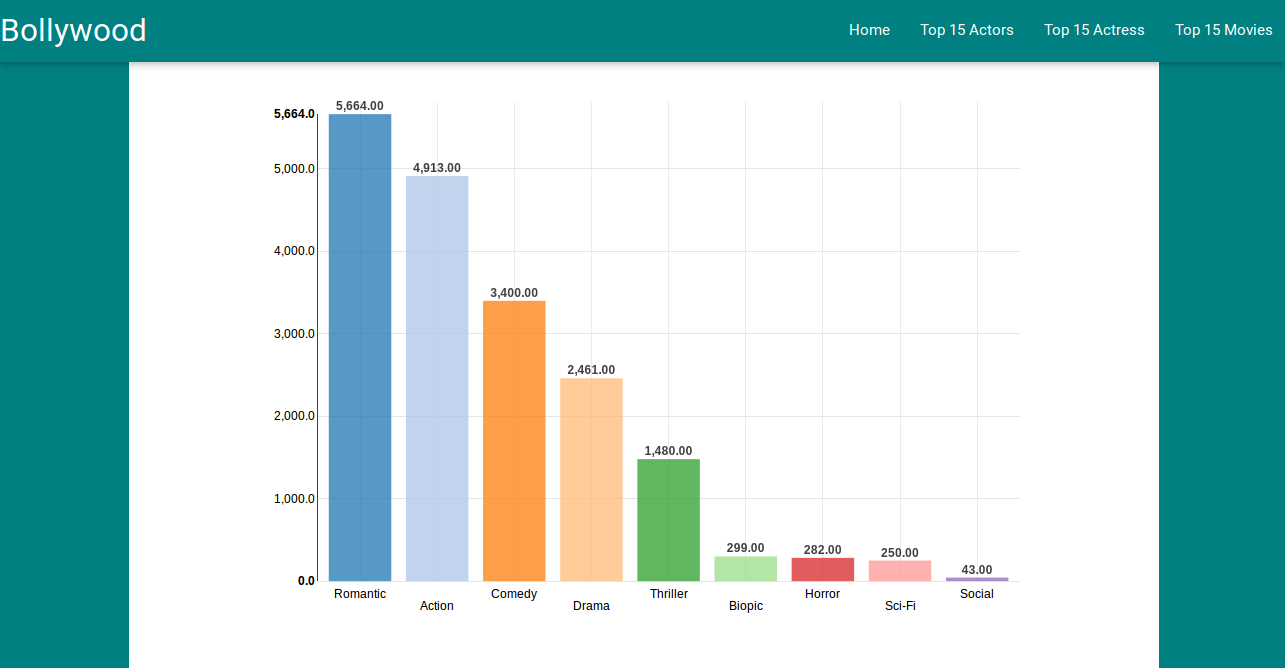 Bollywood
Home Top 15 Actors Top 15 Actress Top 15 Movies
5,664.0
5,000.0
4,000.0
3,000.0
2,000.0
1,000.0
0.0
5,664.00
4,913.00
3,400.00
2,461.00
1,480.00
299.00
282.00
250.00
43.00
Romantic
Action
Comedy
Drama
Thriller
Biopic
Horror
Sci-Fi
Social